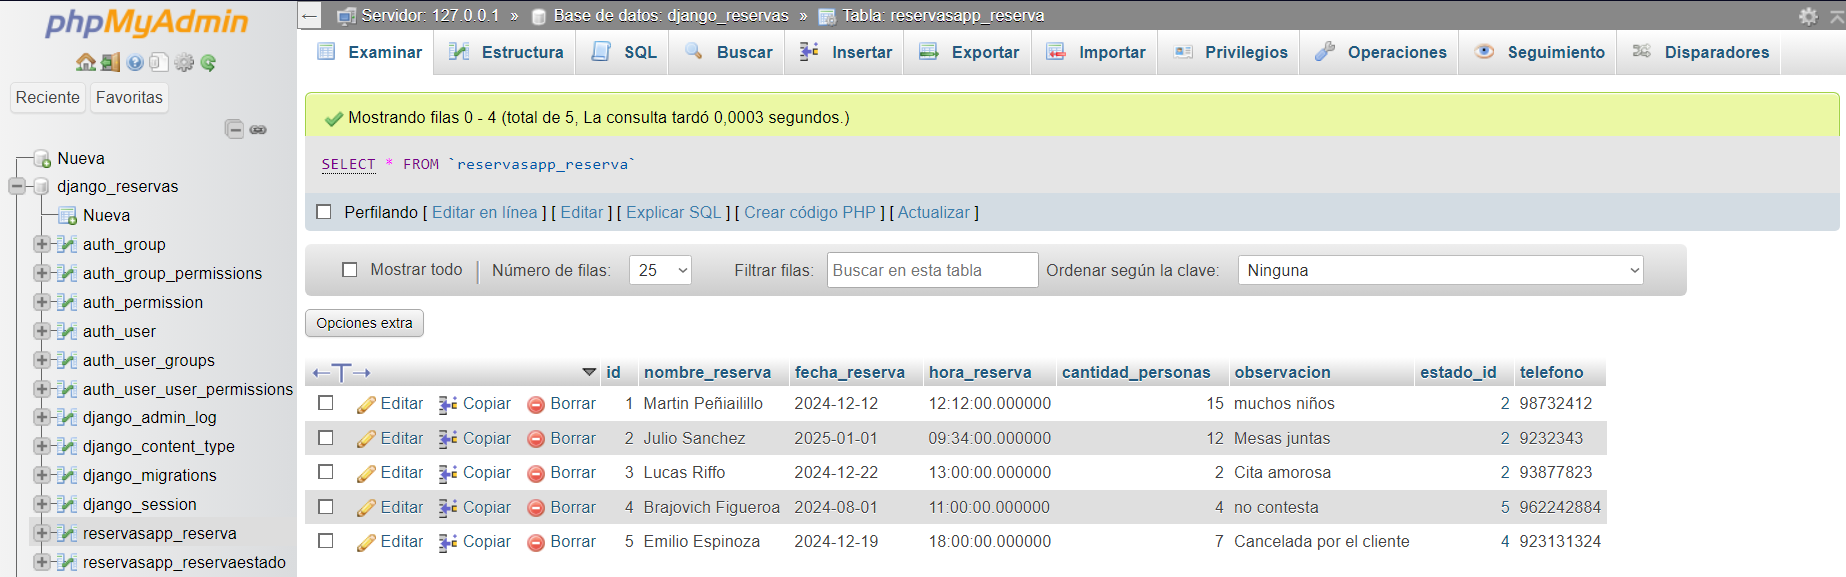 phpMyAdmin
Reciente Favoritas
Nueva
django_reservas
Nueva
auth_group
auth_group_permissions
auth_permission
auth_user
auth_user_groups
auth_user_user_permissions
django_admin_log
django_content_type
django_migrations
django_session
reservasapp_reserva
reservasapp_reservaestado
Servidor: 127.0.0.1 » Base de datos: django_reservas » Tabla: reservasapp_reserva
Examinar Estructura SQL Buscar Insertar Exportar Importar Privilegios Operaciones Seguimiento Disparadores
Mostrando filas 0 - 4 (total de 5, La consulta tardó 0,0003 segundos.)
SELECT * FROM `reservasapp_reserva`
Perfilando [ Editar en línea ] [ Editar ] [ Explicar SQL ] [ Crear código PHP ] [ Actualizar ]
Mostrar todo Número de filas: 25 Filtrar filas: Buscar en esta tabla Ordenar según la clave: Ninguna
Opciones extra
←T→ id nombre_reserva fecha_reserva hora_reserva cantidad_personas observacion estado_id telefono
Editar Copiar Borrar 1 Martin Peñiailillo 2024-12-12 12:12:00.000000 15 muchos niños 2 98732412
Editar Copiar Borrar 2 Julio Sanchez 2025-01-01 09:34:00.000000 12 Mesas juntas 2 9232343
Editar Copiar Borrar 3 Lucas Riffo 2024-12-22 13:00:00.000000 2 Cita amorosa 2 93877823
Editar Copiar Borrar 4 Brajovich Figueroa 2024-08-01 11:00:00.000000 4 no contesta 5 962242884
Editar Copiar Borrar 5 Emilio Espinoza 2024-12-19 18:00:00.000000 7 Cancelada por el cliente 4 923131324